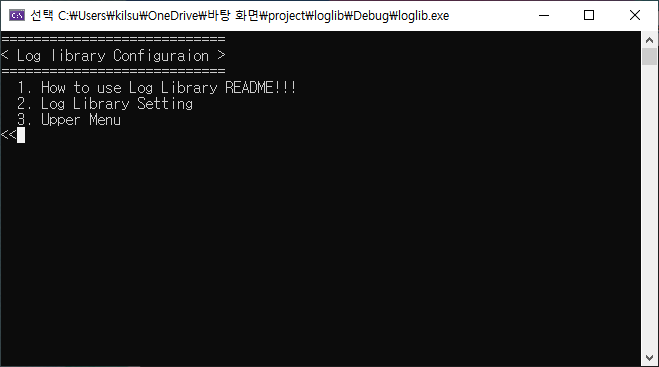 선택 C:₩Users₩kilsu₩OneDrive₩바탕 화면₩project₩loglib₩Debug₩loglib.exe
============================
< Log library Configuraion >
============================
1. How to use Log Library README!!!
2. Log Library Setting
3. Upper Menu
<<